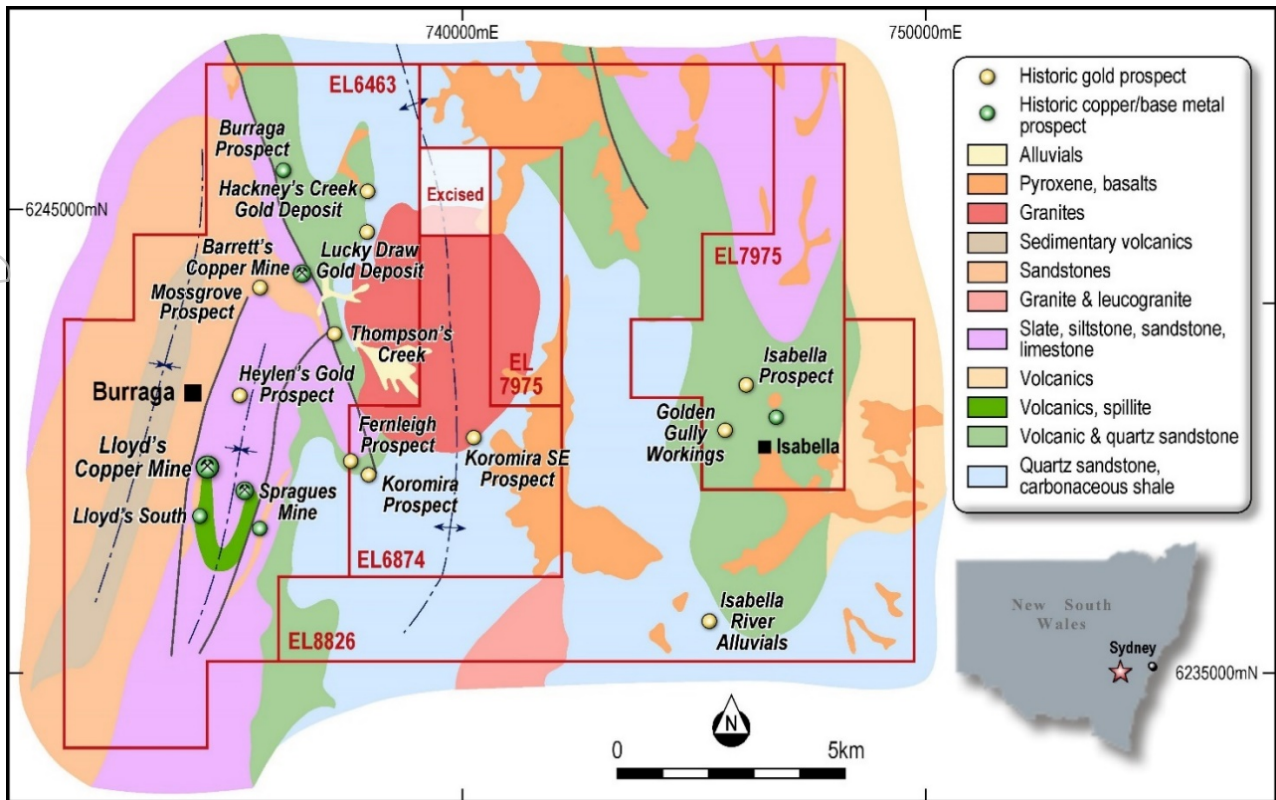 740000mE
750000mE
6245000mN
6235000mN
EL6463
Burraga
Prospect
Hackney's Creek
Gold Deposit
Excised
Barrett's
Copper Mine
Lucky Draw
Gold Deposit
Mossgrove
Prospect
Thompson's
Creek
EL
7975
EL7975
Burraga
Heylen's Gold
Prospect
Isabella
Prospect
Golden
Gully
Workings
Isabella
Fernleigh
Prospect
Lloyd's
Copper Mine
Koromira
Prospect
Koromira SE
Prospect
Spragues
Mine
Lloyd's South
EL6874
EL8826
Isabella
River
Alluvials
Historic gold prospect
Historic copper/base metal
prospect
Alluvials
Pyroxene, basalts
Granites
Sedimentary volcanics
Sandstones
Granite & leucogranite
Slate, siltstone, sandstone,
limestone
Volcanics
Volcanics, spillite
Volcanic & quartz sandstone
Quartz sandstone,
carbonaceous shale
New South
Wales
Sydney
N
0
5km